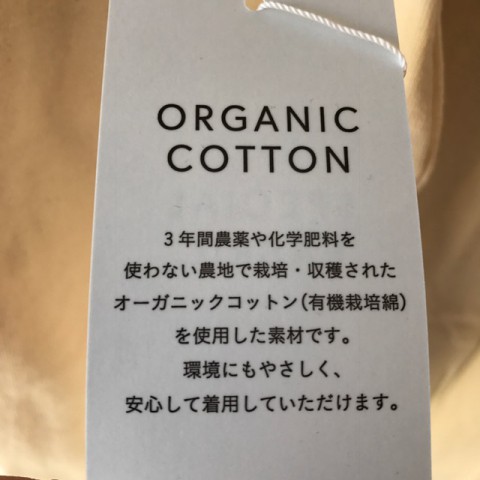 ORGANIC
COTTON
3年間農薬や化学肥料を
使わない農地で栽培・収穫された
オーガニックコットン(有機栽培綿)
を使用した素材です。
環境にもやさしく、
安心して着用していただけます。